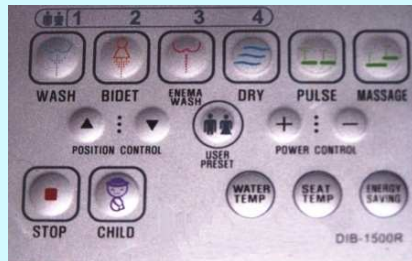 1 2 3 4
WASH BIDET ENEMA WASH DRY PULSE MASSAGE
POSITION CONTROL USER PRESET + − POWER CONTROL
STOP CHILD WATER TEMP SEAT TEMP ENERGY SAVING
DIB-1500R